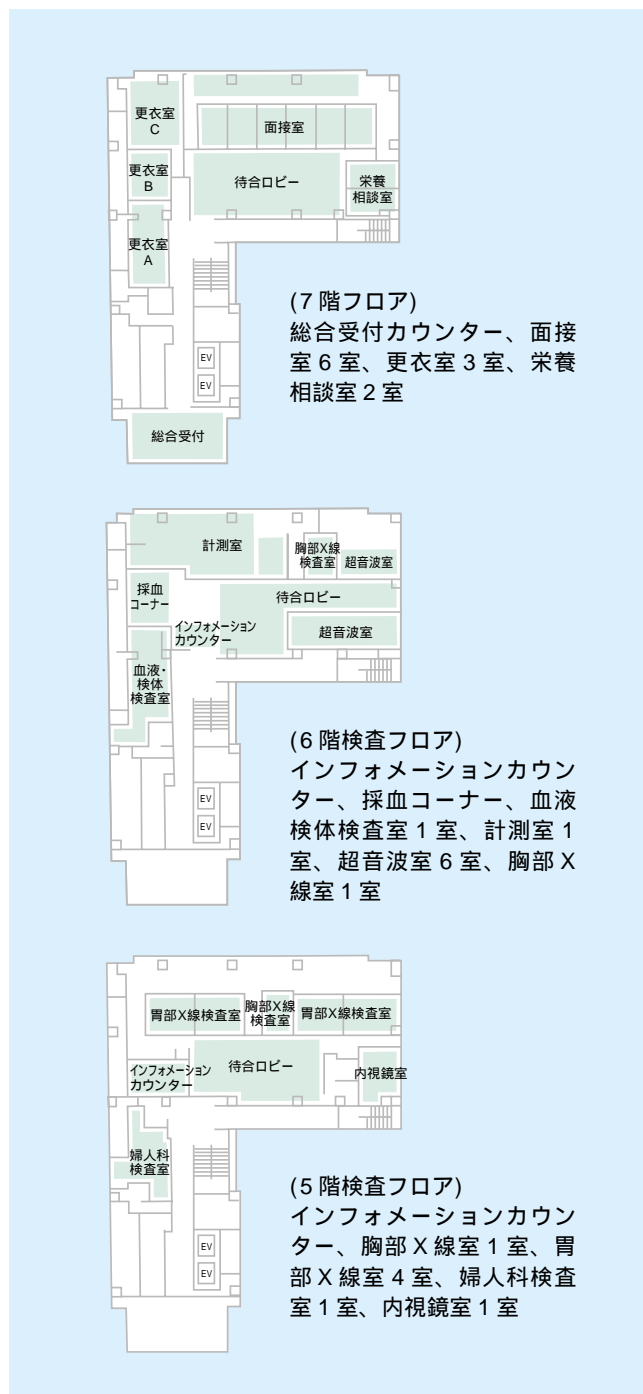 更衣室
C
面接室
更衣室
B
待合ロビー
栄養
相談室
更衣室
A
EV
EV
総合受付
(7階フロア)
総合受付カウンター、面接
室6室、更衣室3室、栄養
相談室2室
計測室
胸部X線
検査室
超音波室
採血
コーナー
待合ロビー
インフォメーション
カウンター
超音波室
血液・
検体
検査室
EV
EV
(6階検査フロア)
インフォメーションカウン
ター、採血コーナー、血液
検体検査室1室、計測室1
室、超音波室6室、胸部X
線室1室
胃部X線検査室
胸部X線
検査室
胃部X線検査室
インフォメーション
カウンター
待合ロビー
内視鏡室
婦人科
検査室
EV
EV
(5階検査フロア)
インフォメーションカウン
ター、胸部X線室1室、胃
部X線室4室、婦人科検査
室1室、内視鏡室1室